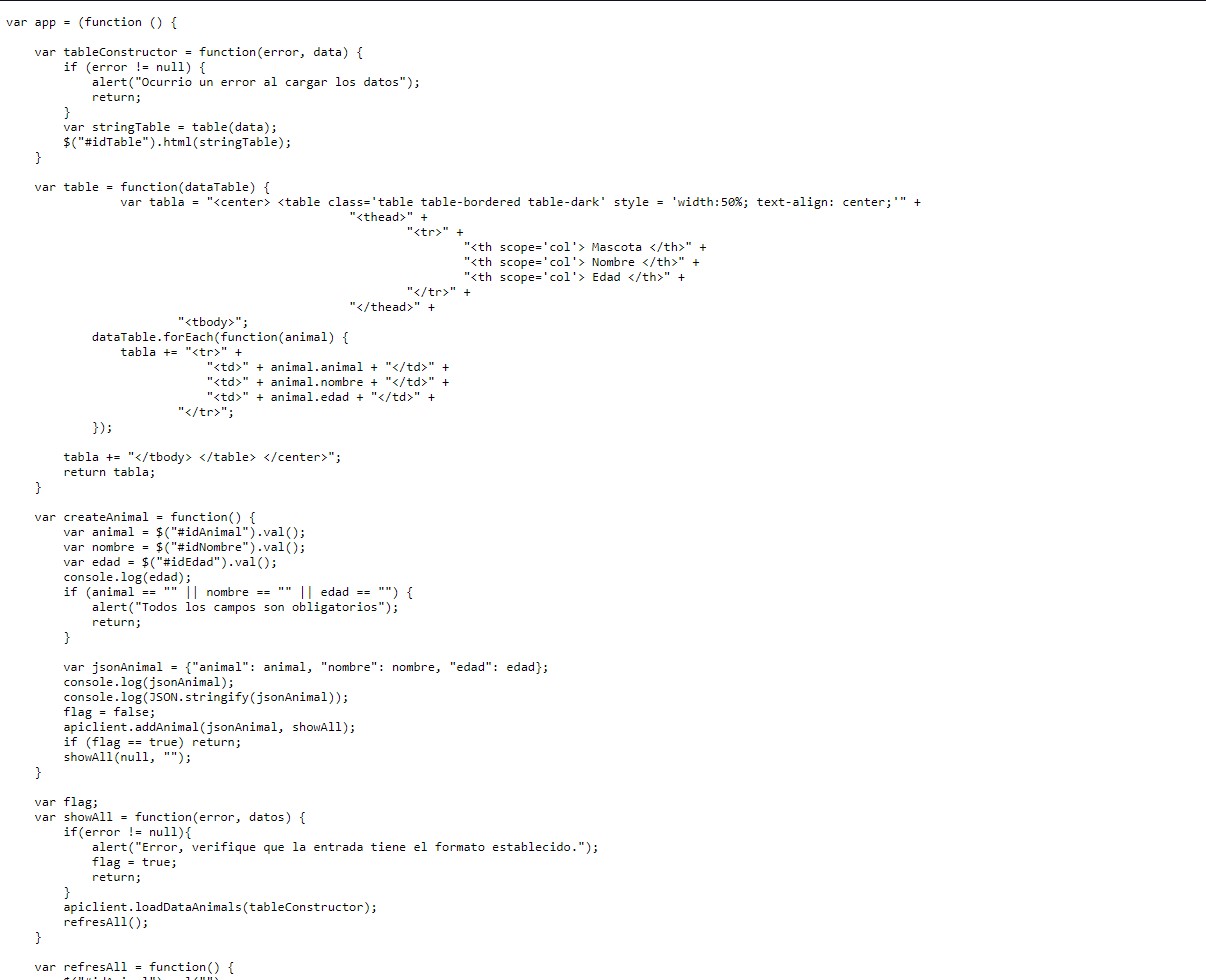 var app = (function () {
var tableConstructor = function(error, data) {
if (error != null) {
alert("Ocurrio un error al cargar los datos");
return;
}
var stringTable = table(data);
$("#idTable").html(stringTable);
}
var table = function(dataTable) {
var tabla = "<center> <table class='table table-bordered table-dark' style = 'width:50%; text-align: center;'" +
"<thead>" +
"<tr>" +
"<th scope='col'> Mascota </th>" +
"<th scope='col'> Nombre </th>" +
"<th scope='col'> Edad </th>" +
"</tr>" +
"</thead>" +
"<tbody>";
dataTable.forEach(function(animal) {
tabla += "<tr>" +
"<td>" + animal.animal + "</td>" +
"<td>" + animal.nombre + "</td>" +
"<td>" + animal.edad + "</td>" +
"</tr>";
});
tabla += "</tbody> </table> </center>";
return tabla;
}
var createAnimal = function() {
var animal = $("#idAnimal").val();
var nombre = $("#idNombre").val();
var edad = $("#idEdad").val();
console.log(edad);
if (animal == "" || nombre == "" || edad == "") {
alert("Todos los campos son obligatorios");
return;
}
var jsonAnimal = {"animal": animal, "nombre": nombre, "edad": edad};
console.log(jsonAnimal);
console.log(JSON.stringify(jsonAnimal));
flag = false;
apiclient.addAnimal(jsonAnimal, showAll);
if (flag == true) return;
showAll(null, "");
}
var flag;
var showAll = function(error, datos) {
if(error != null){
alert("Error, verifique que la entrada tiene el formato establecido.");
flag = true;
return;
}
apiclient.loadDataAnimals(tableConstructor);
refresAll();
}
var refresAll = function() {